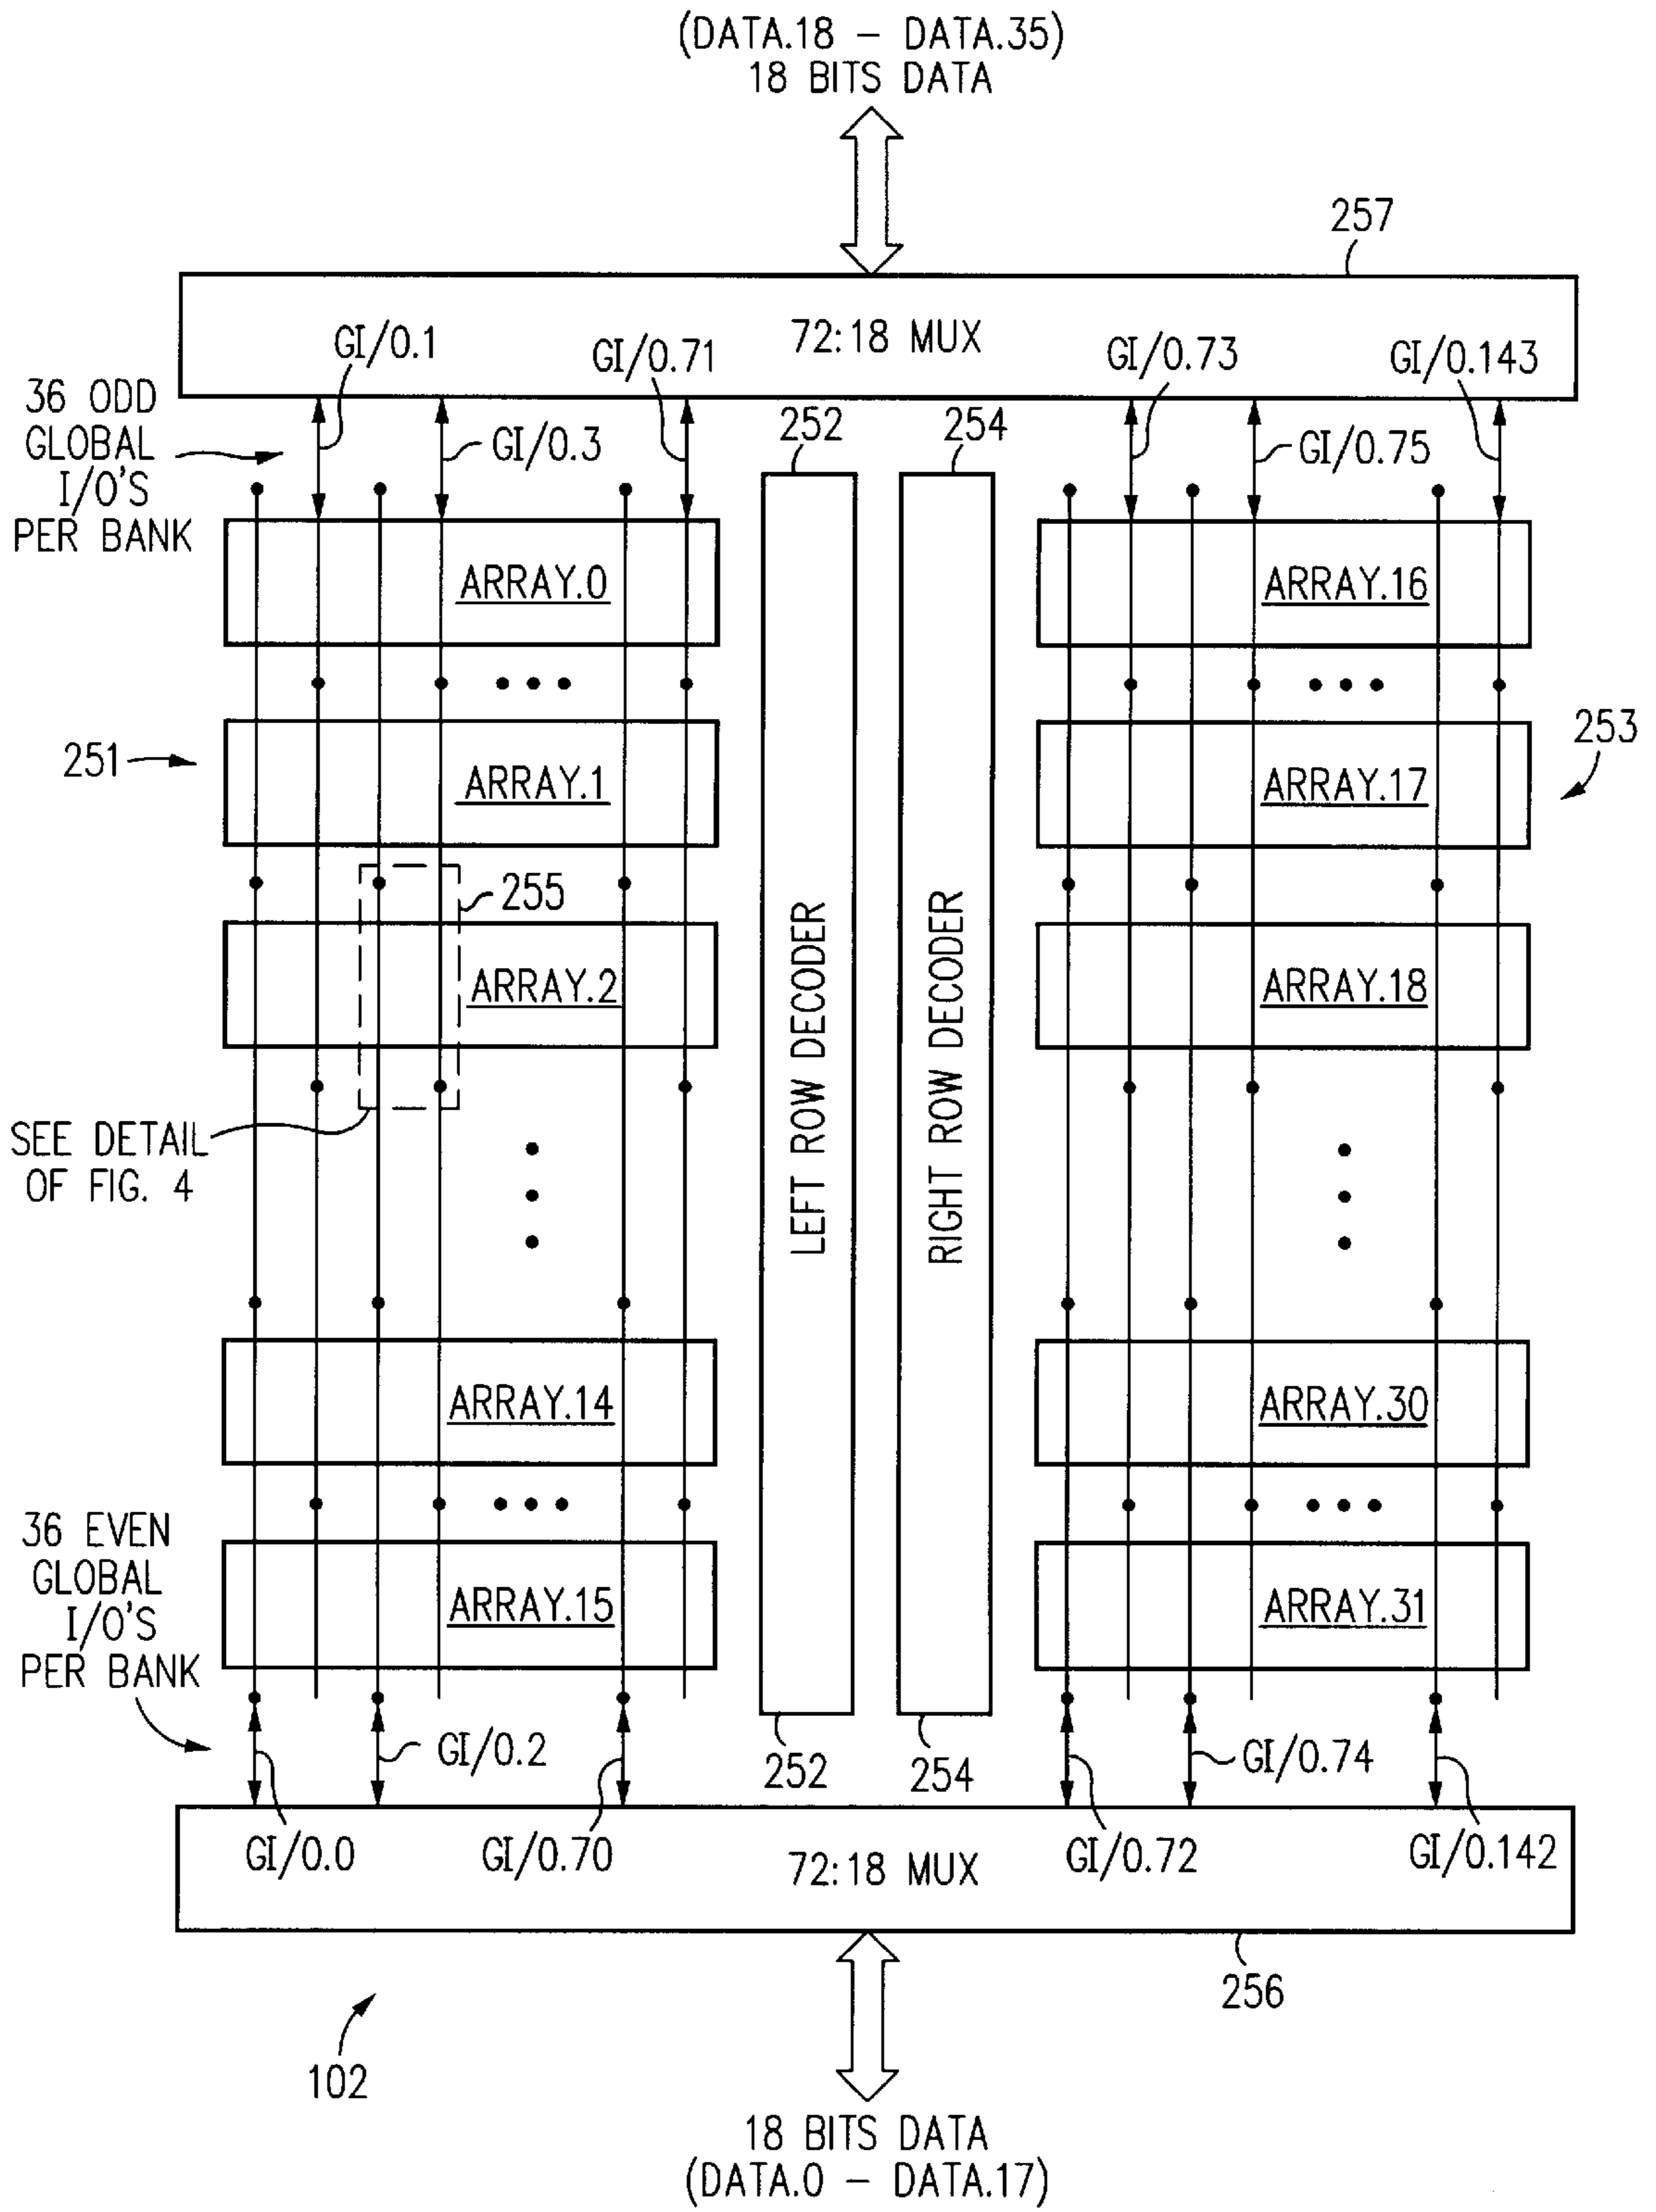 (DATA.18 – DATA.35)
18 BITS DATA
257
72:18 MUX
GI/0.1
GI/0.71
GI/0.73
GI/0.143
36 ODD
GLOBAL
I/O'S
PER BANK
GI/0.3
252
254
GI/0.75
ARRAY.0
ARRAY.16
251
ARRAY.1
ARRAY.17
253
255
ARRAY.2
ARRAY.18
LEFT ROW DECODER
RIGHT ROW DECODER
SEE DETAIL
OF FIG. 4
ARRAY.14
ARRAY.30
36 EVEN
GLOBAL
I/O'S
PER BANK
ARRAY.15
ARRAY.31
GI/0.2
252
254
GI/0.74
GI/0.0
GI/0.70
72:18 MUX
GI/0.72
GI/0.142
256
102
18 BITS DATA
(DATA.0 – DATA.17)